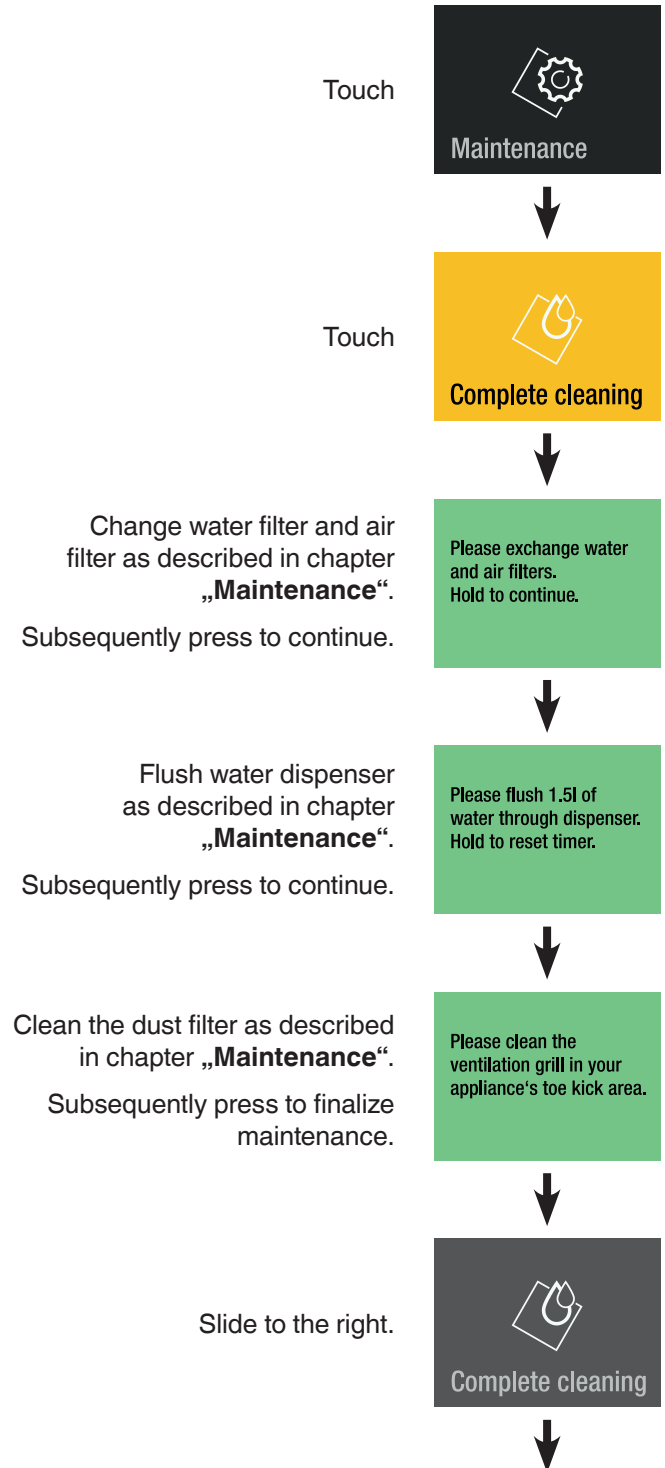 Touch
Maintenance
Touch
Complete cleaning
Change water filter and air
filter as described in chapter
„Maintenance“.
Subsequently press to continue.
Please exchange water
and air filters.
Hold to continue.
Flush water dispenser
as described in chapter
„Maintenance“.
Subsequently press to continue.
Please flush 1.5l of
water through dispenser.
Hold to reset timer.
Clean the dust filter as described
in chapter „Maintenance“.
Subsequently press to finalize
maintenance.
Please clean the
ventilation grill in your
appliance‘s toe kick area.
Slide to the right.
Complete cleaning